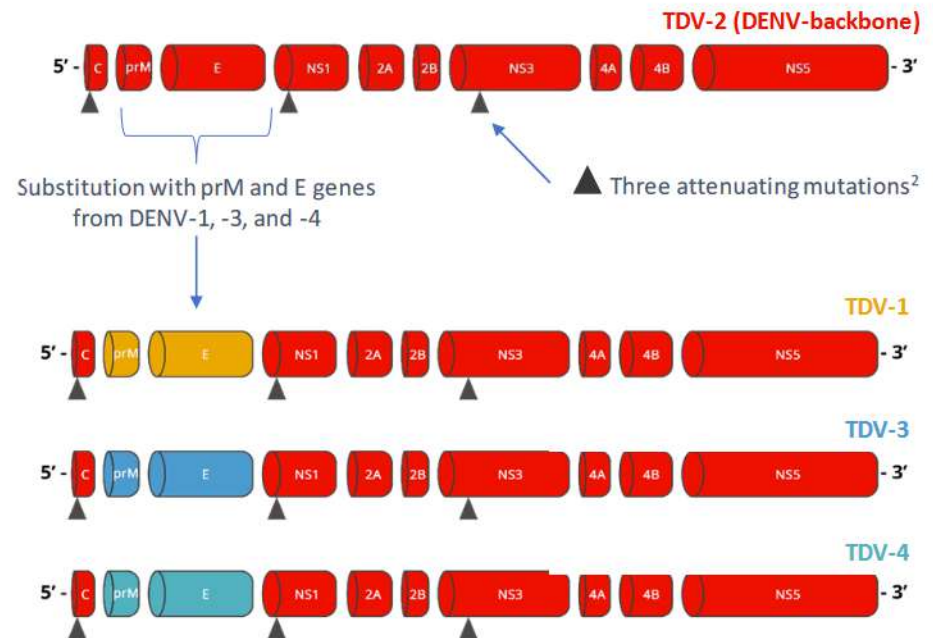 TDV-2 (DENV-backbone)
5’ - C prM E NS1 2A 2B NS3 4A 4B NS5 - 3’
Substitution with prM and E genes
from DENV-1, -3, and -4
Three attenuating mutations²
TDV-1
5’ - C prM E NS1 2A 2B NS3 4A 4B NS5 - 3’
TDV-3
5’ - C prM E NS1 2A 2B NS3 4A 4B NS5 - 3’
TDV-4
5’ - C prM E NS1 2A 2B NS3 4A 4B NS5 - 3’